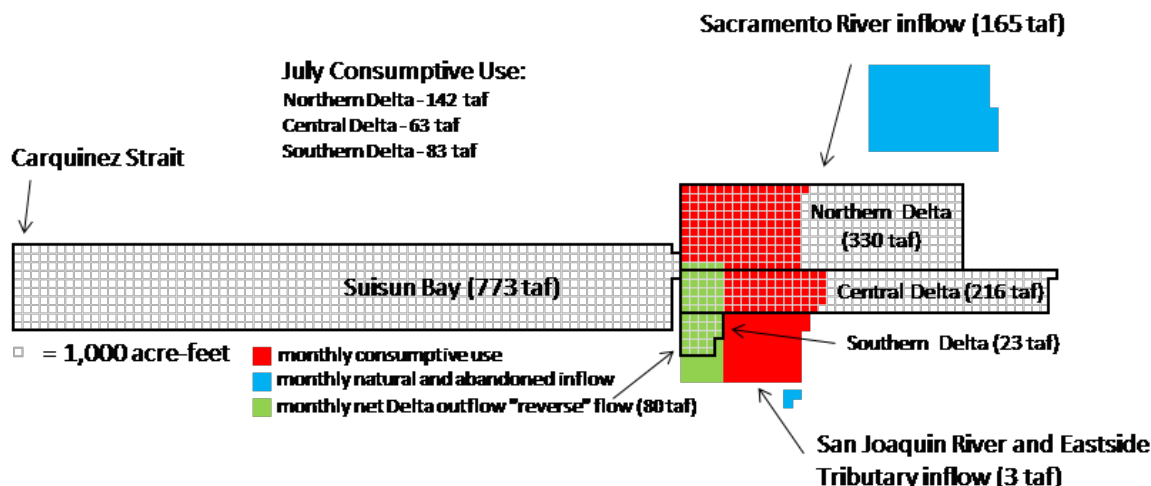 Sacramento River inflow (165 taf)
July Consumptive Use:
Northern Delta - 142 taf
Central Delta - 63 taf
Southern Delta - 83 taf
Carquinez Strait
Northern Delta
(330 taf)
Suisun Bay (773 taf)
Central Delta (216 taf)
Southern Delta (23 taf)
= 1,000 acre-feet
monthly consumptive use
monthly natural and abandoned inflow
monthly net Delta outflow "reverse" flow (80 taf)
San Joaquin River and Eastside
Tributary inflow (3 taf)